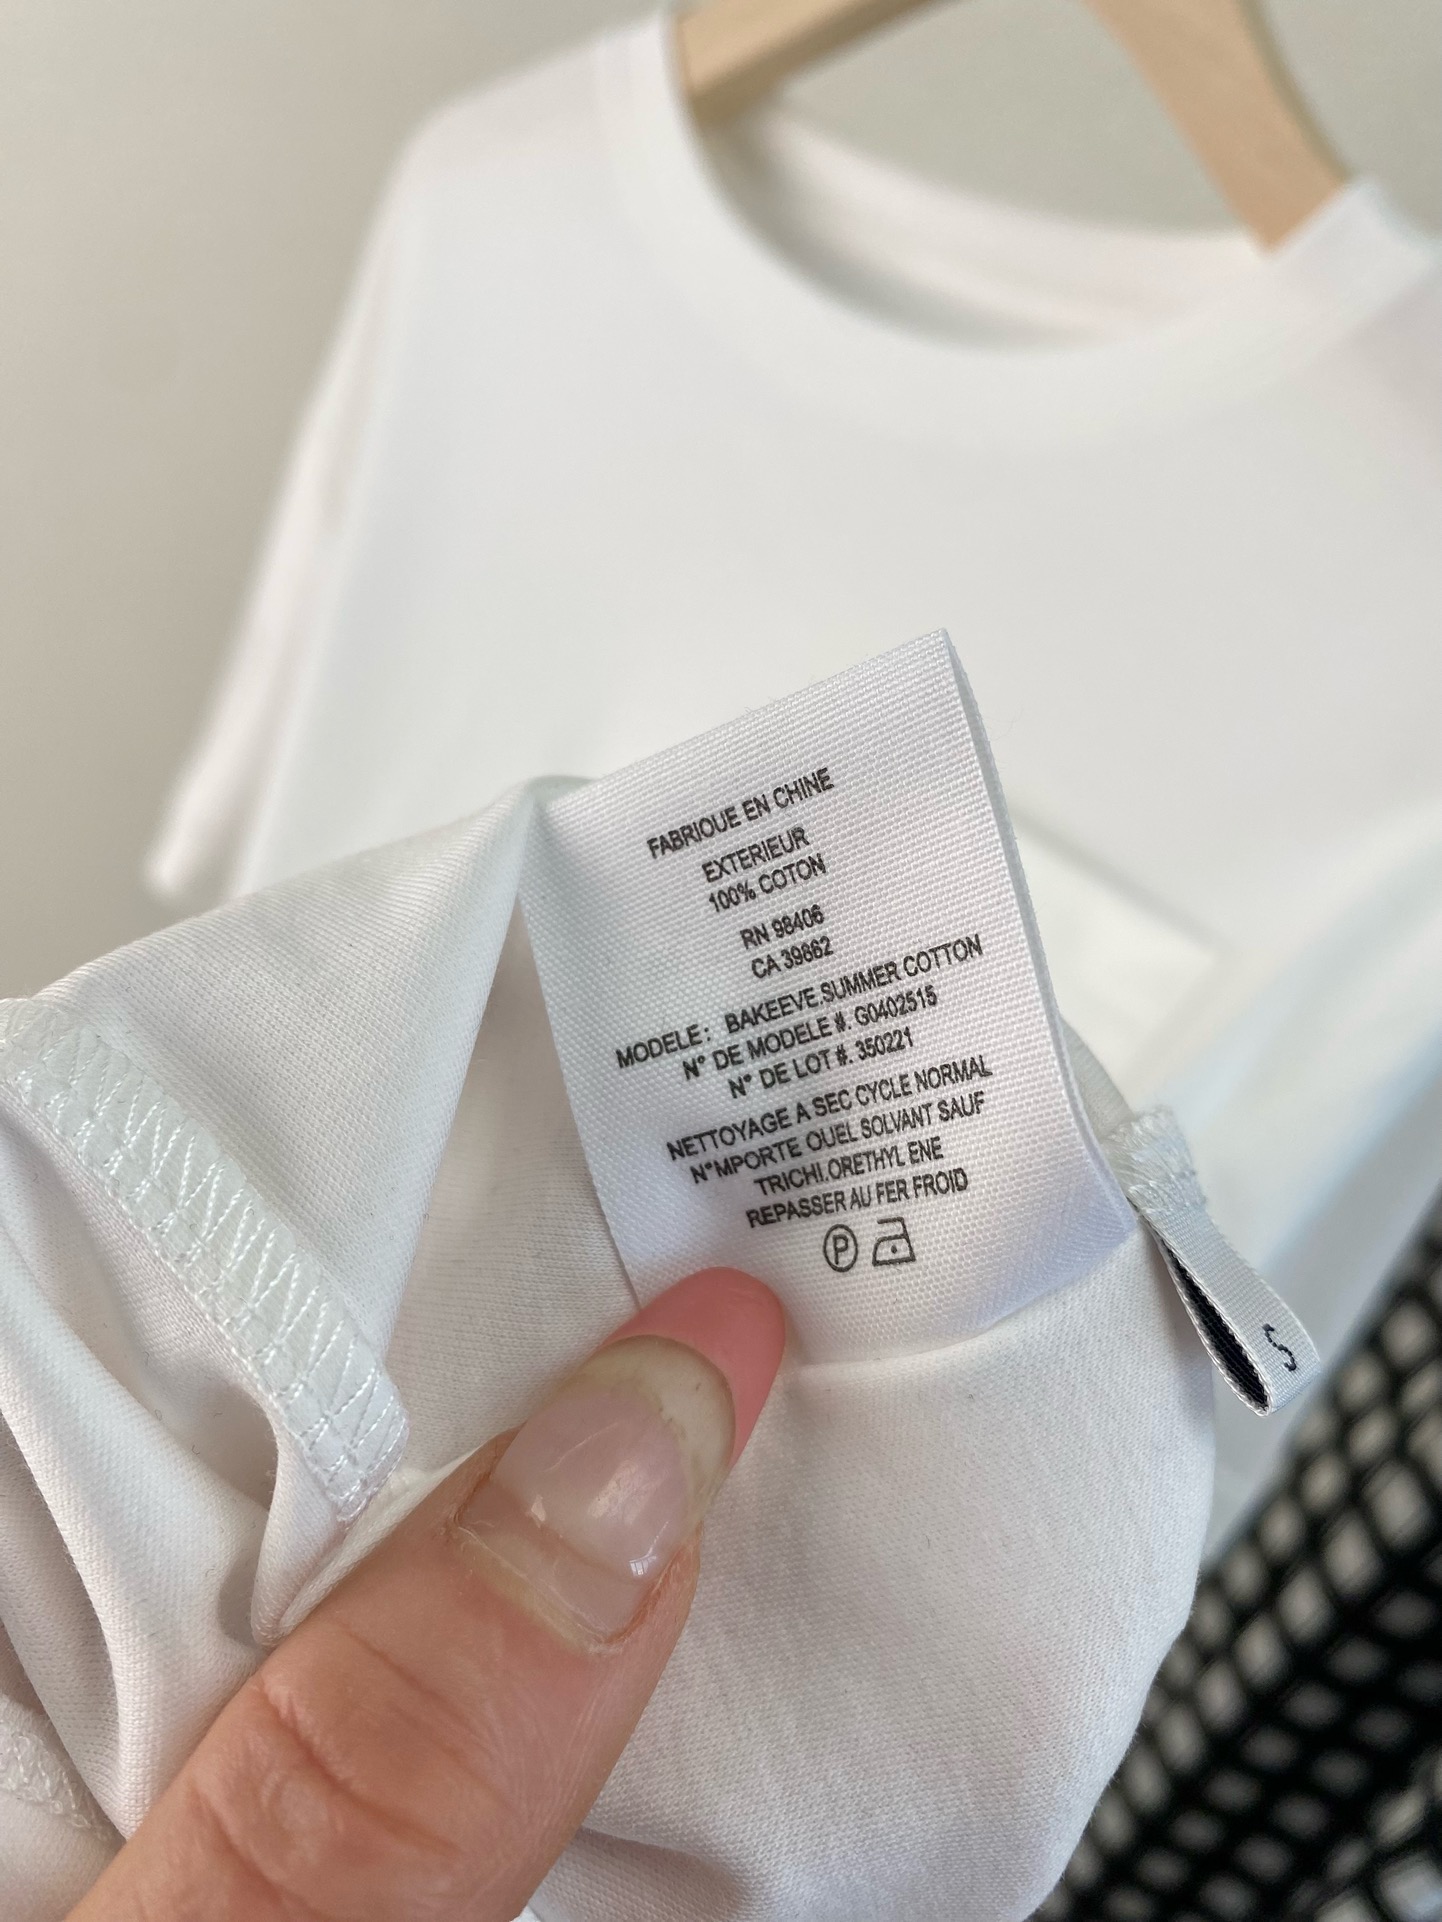 FABRIQUE EN CHINE
EXTERIEUR
100% COTON
RN 98406
CA 39862
MODELE: BAKEEVE.SUMMER COTTON
N° DE MODELE #. G0402515
N° DE LOT #. 350221
NETTOYAGE A SEC CYCLE NORMAL
N°MPORTE QUEL SOLVANT SAUF
TRICHI.ORETHYL ENE
REPASSER AU FER FROID
P
S